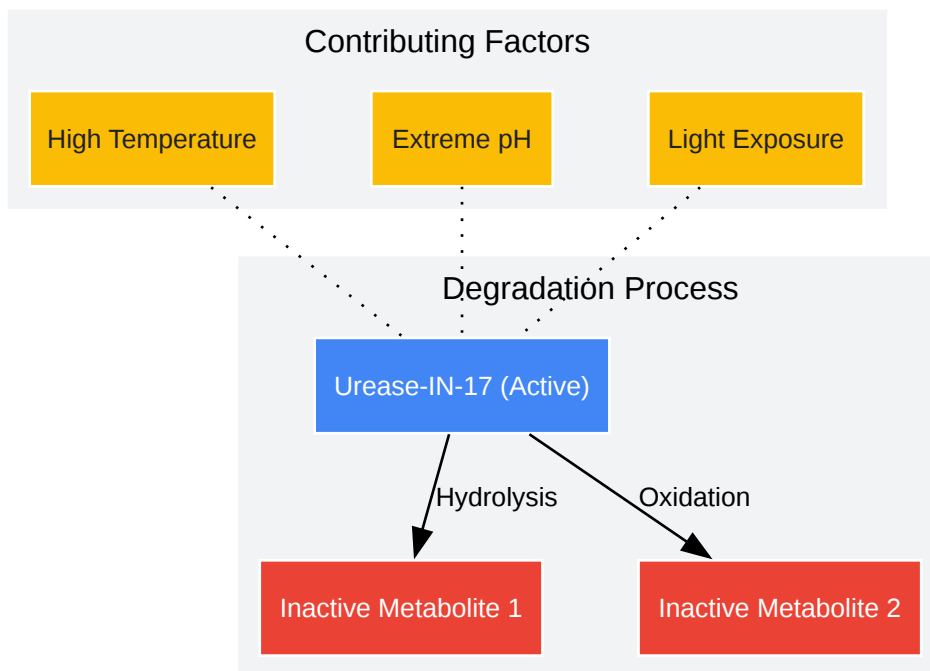 Contributing Factors
High Temperature
Extreme pH
Light Exposure
Degradation Process
Urease-IN-17 (Active)
Hydrolysis
Oxidation
Inactive Metabolite 1
Inactive Metabolite 2